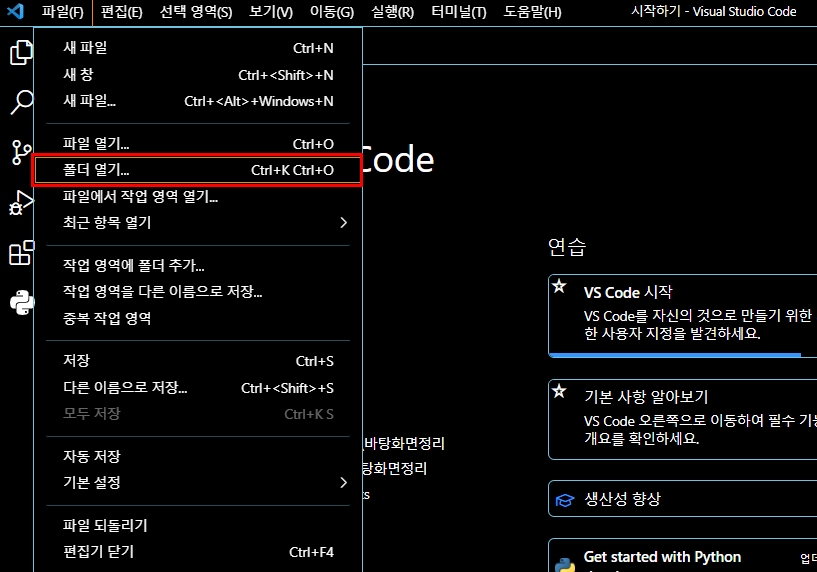 파일(F) 편집(E) 선택 영역(S) 보기(V) 이동(G) 실행(R) 터미널(T) 도움말(H) 시작하기 - Visual Studio Code
새 파일 Ctrl+N
새 창 Ctrl+<Shift>+N
새 파일... Ctrl+<Alt>+Windows+N
파일 열기... Ctrl+O
폴더 열기... Ctrl+K Ctrl+O
파일에서 작업 영역 열기...
최근 항목 열기
작업 영역에 폴더 추가...
작업 영역을 다른 이름으로 저장...
중복 작업 영역
저장 Ctrl+S
다른 이름으로 저장... Ctrl+<Shift>+S
모두 저장 Ctrl+K S
자동 저장
기본 설정
파일 되돌리기
편집기 닫기 Ctrl+F4
Code
바탕화면정리
탕화면정리
ts
연습
VS Code 시작
VS Code를 자신의 것으로 만들기 위한
한 사용자 지정을 발견하세요.
기본 사항 알아보기
VS Code 오른쪽으로 이동하여 필수 기능
개요를 확인하세요.
생산성 향상
Get started with Python 업데